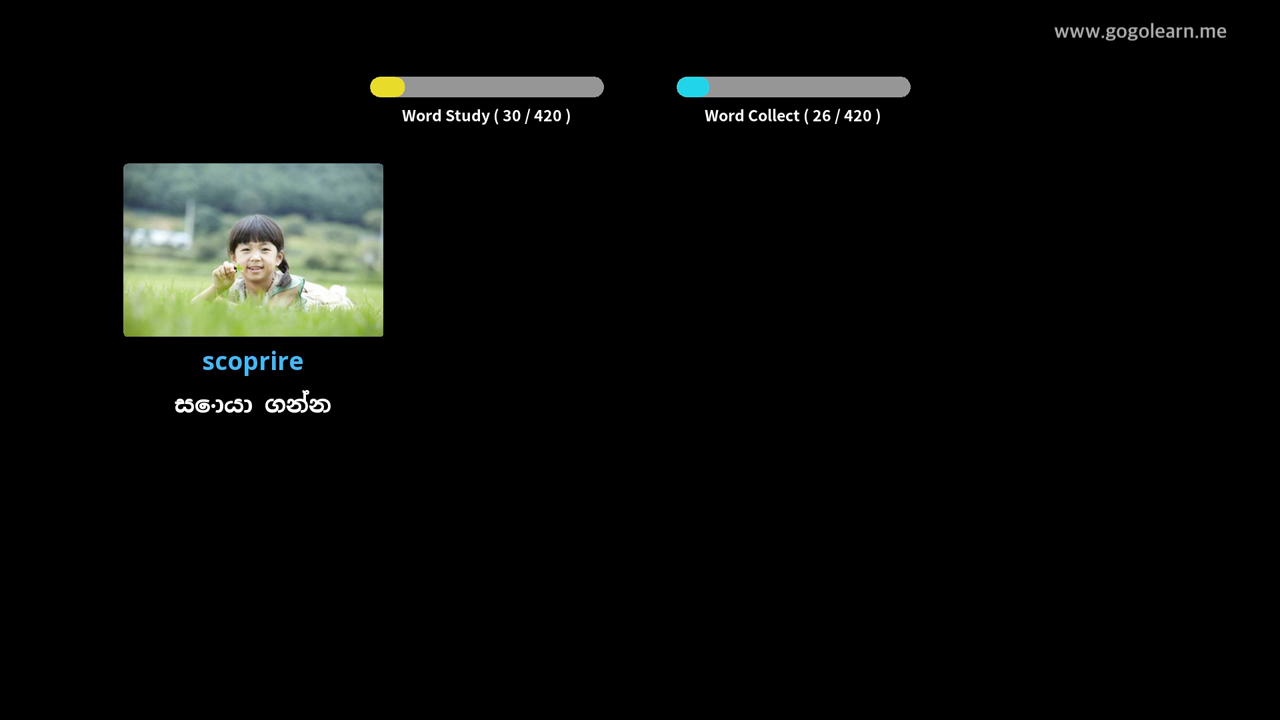 www.gogolearn.me
Word Study ( 30 / 420 )
Word Collect ( 26 / 420 )
scoprire
සොයා ගන්න